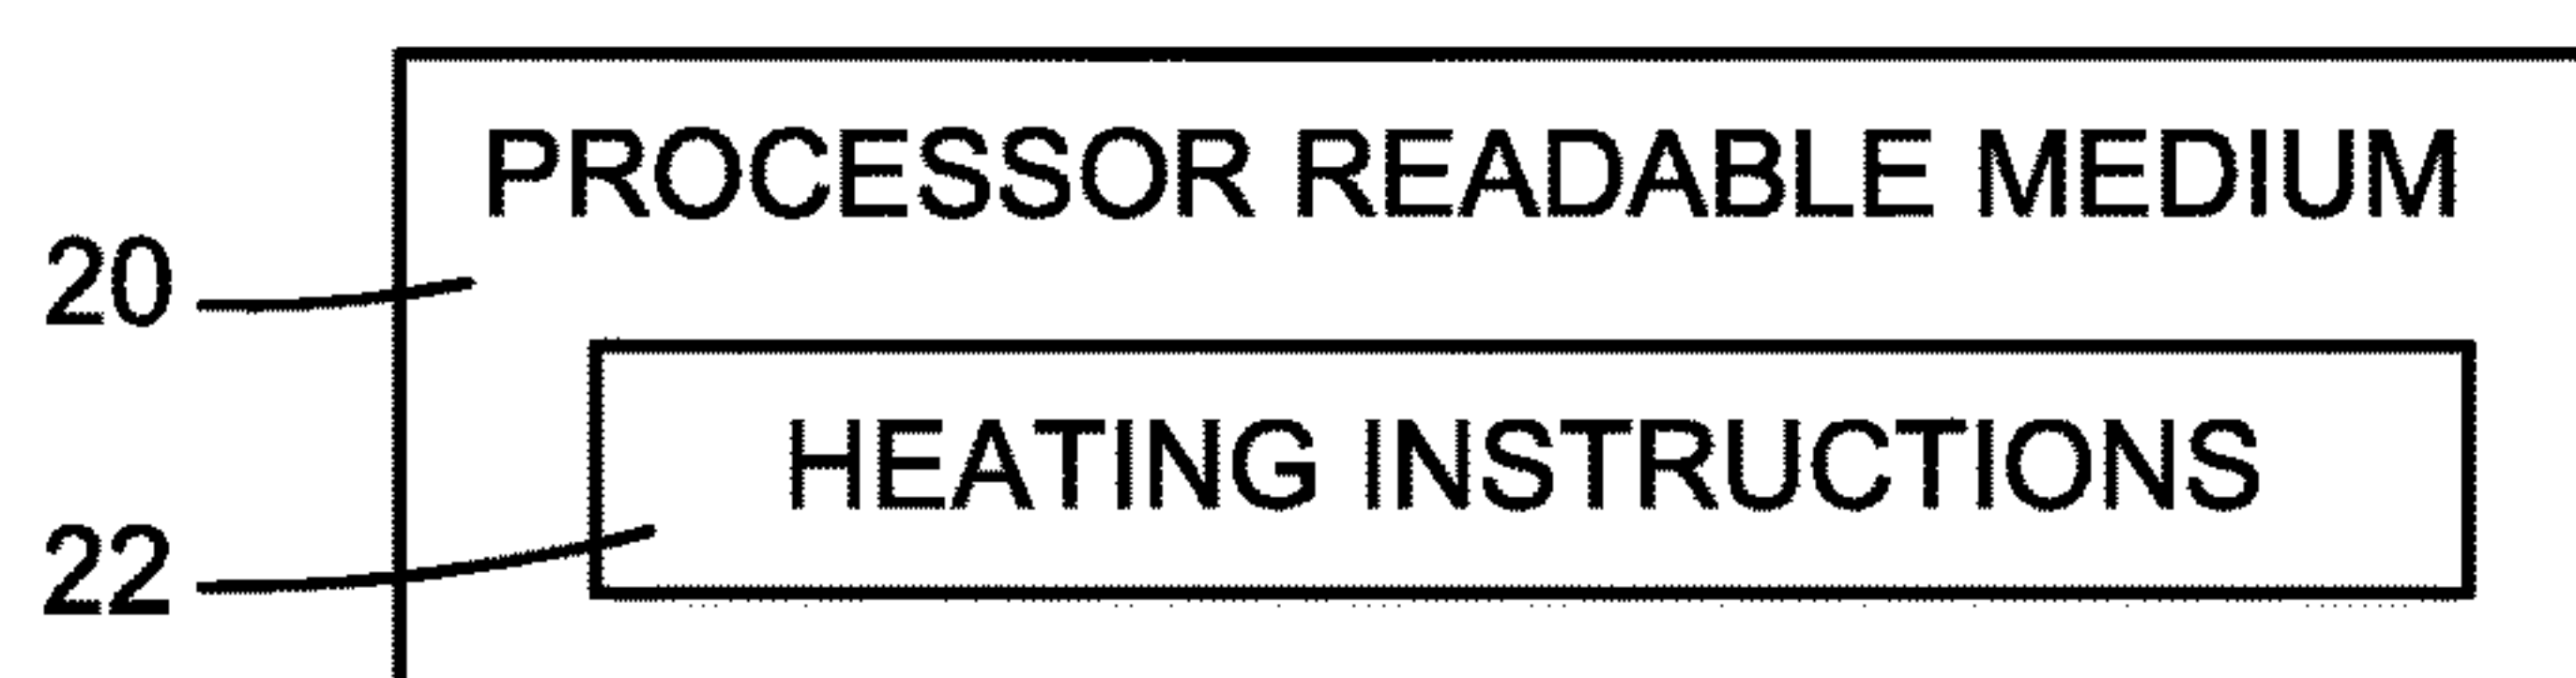 PROCESSOR READABLE MEDIUM
20
HEATING INSTRUCTIONS
22